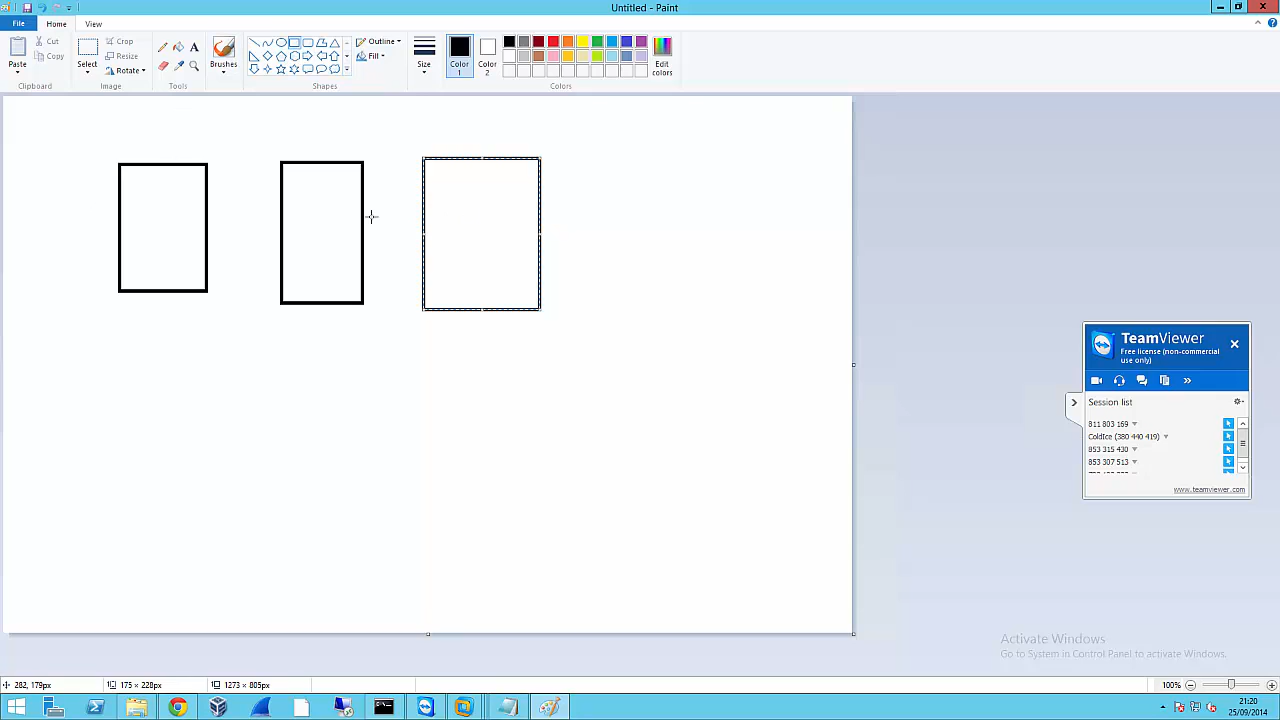 Untitled - Paint
File
Home
View
Paste
Cut
Copy
Clipboard
Select
Crop
Resize
Rotate
Image
A
Tools
Brushes
Outline
Fill
Shapes
Size
Color
1
Color
2
Edit
colors
Colors
TeamViewer
Free license (non-commercial
use only)
Session list
811 803 169
ColdIce (380 440 419)
853 315 430
853 307 513
www.teamviewer.com
Activate Windows
Go to System in Control Panel to activate Windows.
282, 179px
175 × 228px
1273 × 805px
100%
21:20
25/09/2014